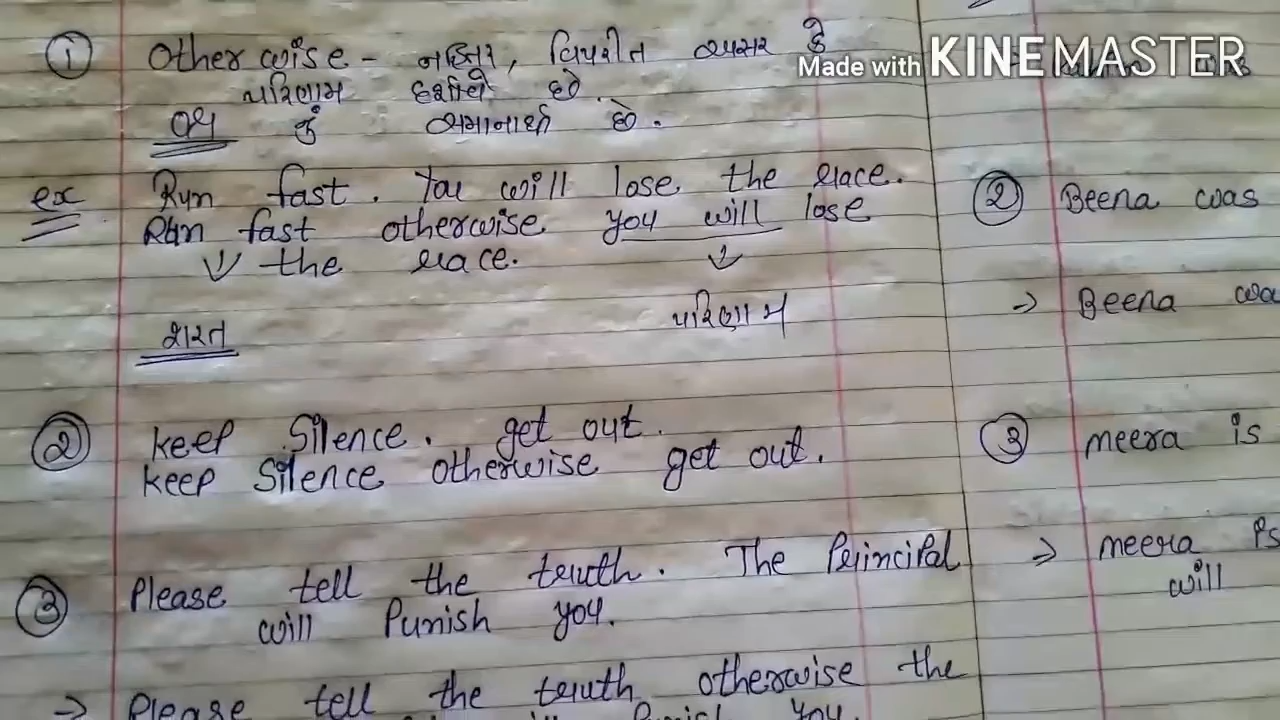 ① Otherwise - નહિતર, વિપરીત અસર કે
પરિણામ દર્શાવે છે.
નું સમાનાર્થી છે.
ex Run fast. You will lose the race.
Run fast otherwise you will lose
the race.
શરત
પરિણામ
② keep Silence. get out.
keep Silence otherwise get out.
③ Please tell the truth. The Principal
will Punish you.
→ Please tell the truth otherwise the
Punish you.
Made with KINEMASTER
② Beena was
→ Beena wa
③ meera is
→ meera is
will